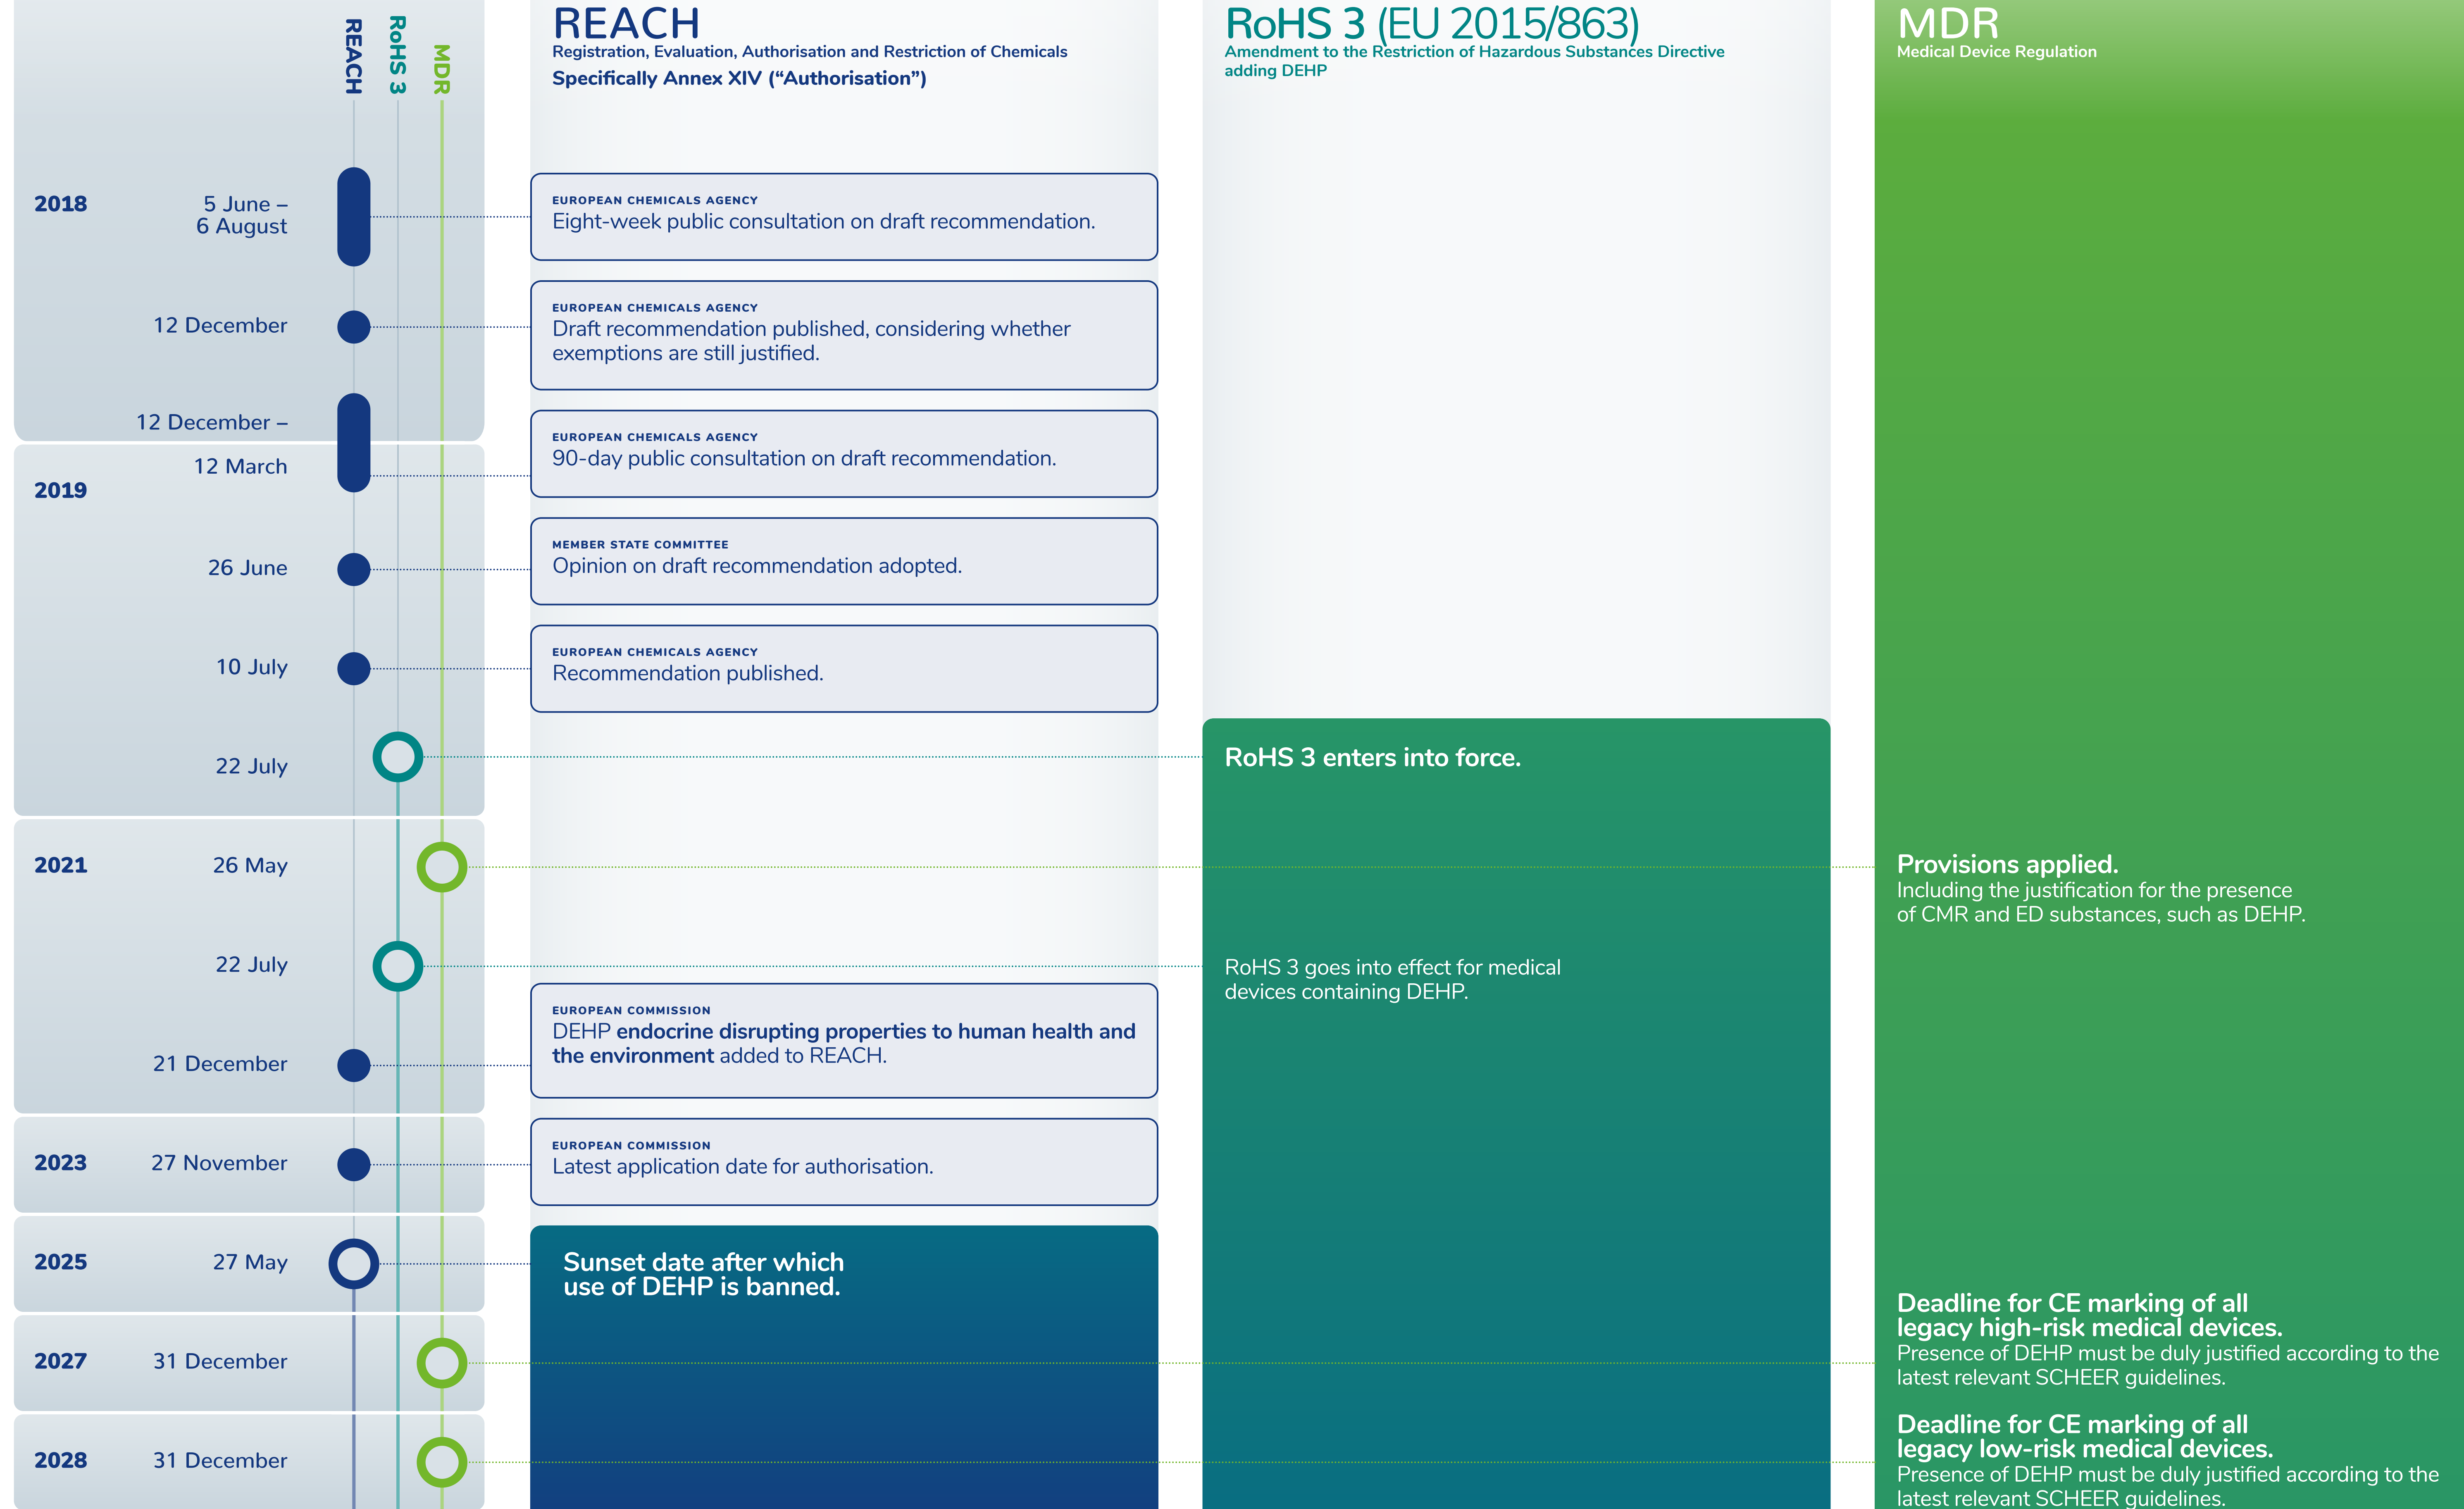 REACH
RoHS 3
MDR
REACH
Registration, Evaluation, Authorisation and Restriction of Chemicals
Specifically Annex XIV (“Authorisation”)
RoHS 3 (EU 2015/863)
Amendment to the Restriction of Hazardous Substances Directive
adding DEHP
MDR
Medical Device Regulation
2018
5 June –
6 August
EUROPEAN CHEMICALS AGENCY
Eight-week public consultation on draft recommendation.
12 December
EUROPEAN CHEMICALS AGENCY
Draft recommendation published, considering whether
exemptions are still justified.
12 December –
12 March
2019
EUROPEAN CHEMICALS AGENCY
90-day public consultation on draft recommendation.
26 June
MEMBER STATE COMMITTEE
Opinion on draft recommendation adopted.
10 July
EUROPEAN CHEMICALS AGENCY
Recommendation published.
22 July
RoHS 3 enters into force.
2021
26 May
Provisions applied.
Including the justification for the presence
of CMR and ED substances, such as DEHP.
22 July
RoHS 3 goes into effect for medical
devices containing DEHP.
21 December
EUROPEAN COMMISSION
DEHP endocrine disrupting properties to human health and
the environment added to REACH.
2023
27 November
EUROPEAN COMMISSION
Latest application date for authorisation.
2025
27 May
Sunset date after which
use of DEHP is banned.
2027
31 December
Deadline for CE marking of all
legacy high-risk medical devices.
Presence of DEHP must be duly justified according to the
latest relevant SCHEER guidelines.
2028
31 December
Deadline for CE marking of all
legacy low-risk medical devices.
Presence of DEHP must be duly justified according to the
latest relevant SCHEER guidelines.